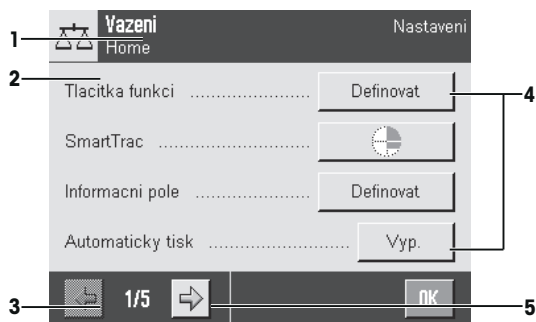 Vazeni
Nastaveni
1
Home
2
Tlacitka funkci ...................... Definovat
4
SmartTrac ..........................
Informacni pole .................... Definovat
Automaticky tisk ..................... Vyp.
3
1/5
OK
5